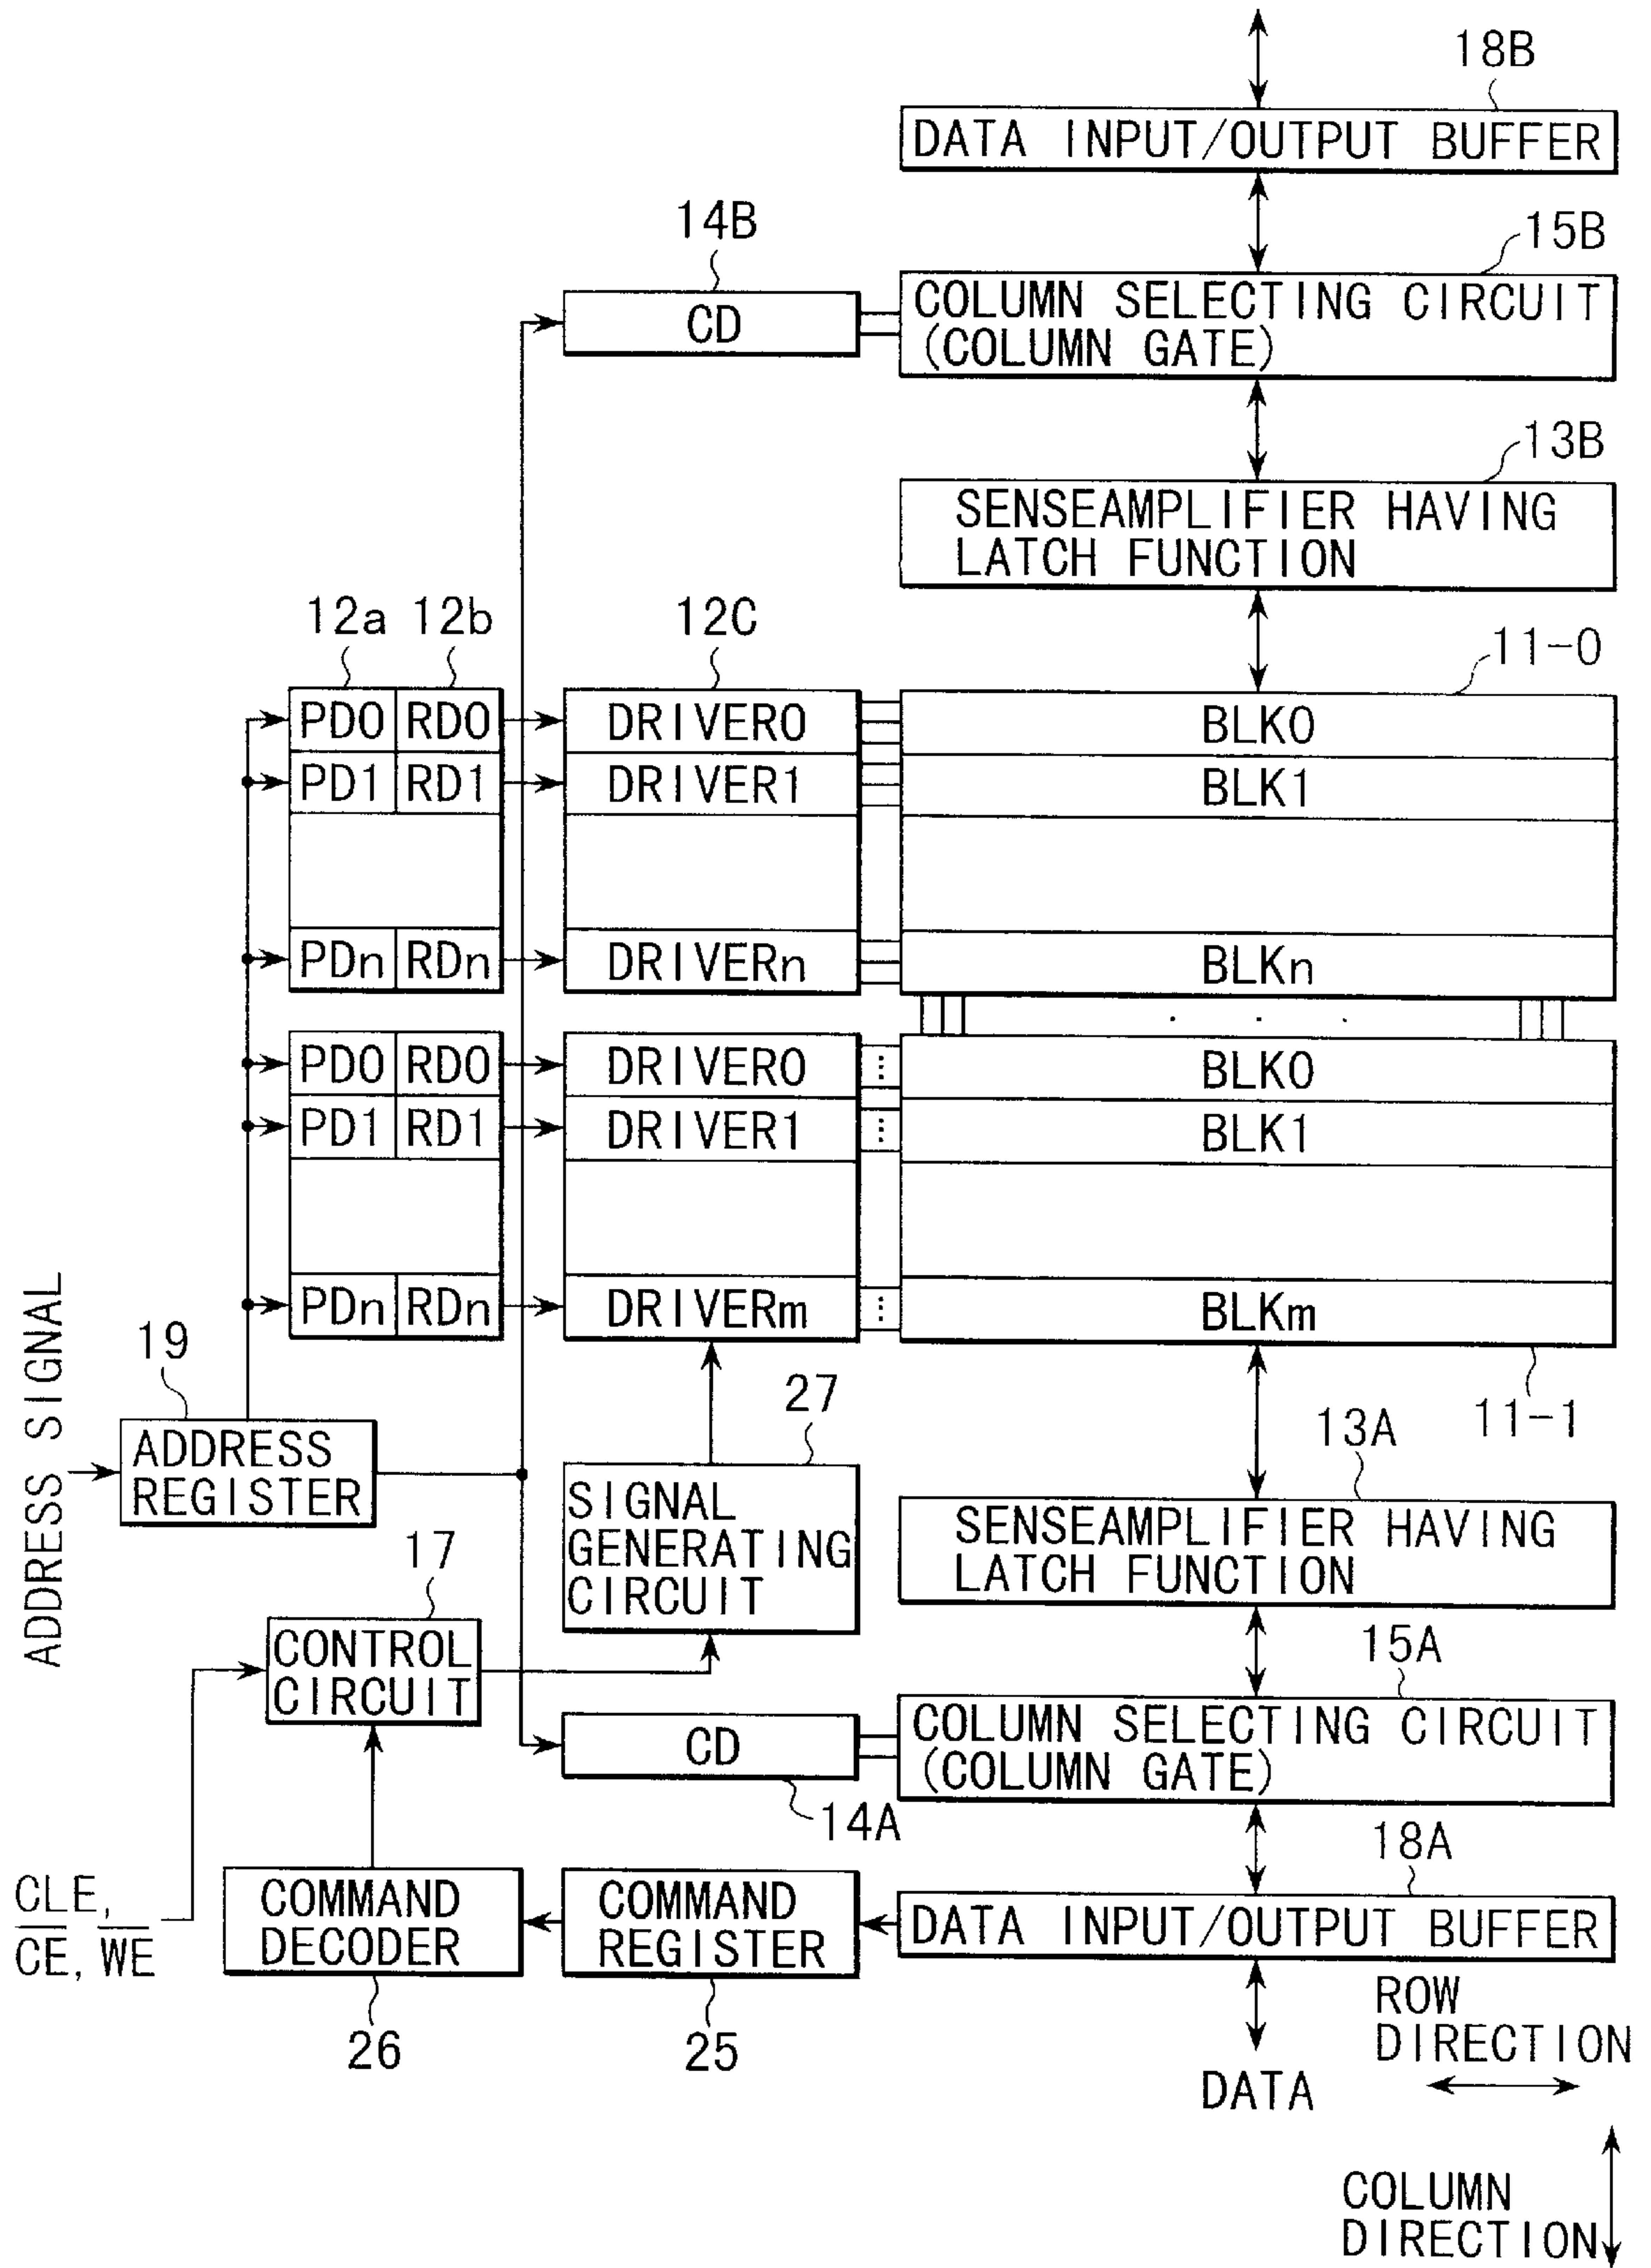 18B
DATA INPUT/OUTPUT BUFFER
14B
15B
CD
COLUMN SELECTING CIRCUIT
(COLUMN GATE)
13B
SENSEAMPLIFIER HAVING
LATCH FUNCTION
12a 12b 12C 11-0
PD0 RD0 DRIVER0 BLK0
PD1 RD1 DRIVER1 BLK1
PDn RDn DRIVERn BLKn
. . .
PD0 RD0 DRIVER0 ... BLK0
PD1 RD1 DRIVER1 ... BLK1
PDn RDn DRIVERm ... BLKm
ADDRESS SIGNAL
19
27
11-1
13A
ADDRESS
REGISTER
SIGNAL
GENERATING
CIRCUIT
SENSEAMPLIFIER HAVING
LATCH FUNCTION
17
CONTROL
CIRCUIT
15A
CD
COLUMN SELECTING CIRCUIT
(COLUMN GATE)
14A
18A
CLE,
C̅E̅, W̅E̅
COMMAND
DECODER
COMMAND
REGISTER
DATA INPUT/OUTPUT BUFFER
26
25
DATA
ROW
DIRECTION
COLUMN
DIRECTION